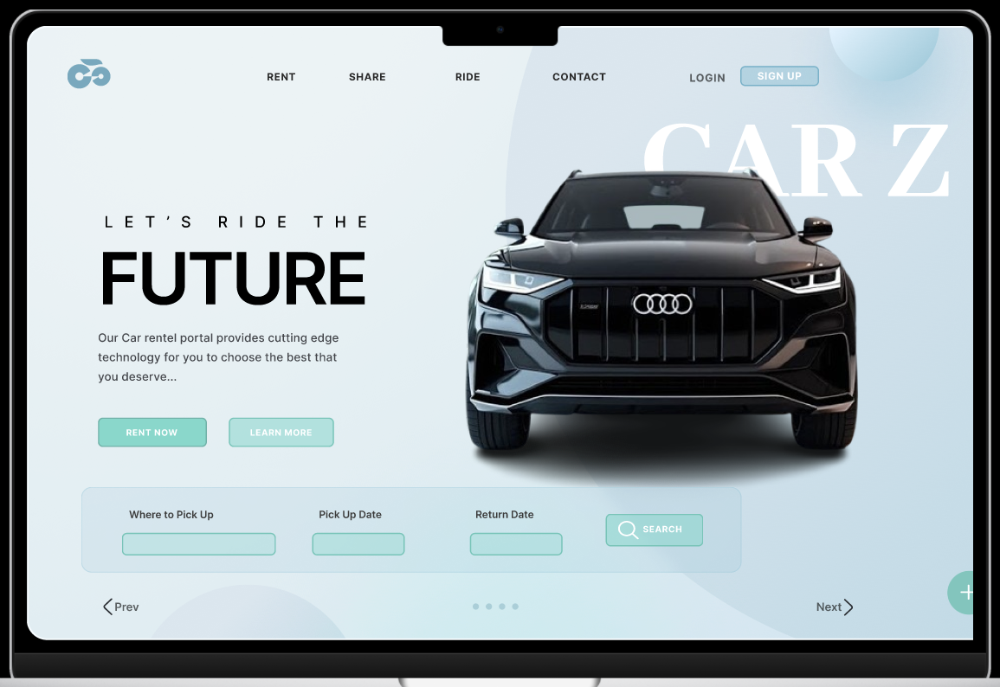 RENT SHARE RIDE CONTACT LOGIN SIGN UP
CAR Z
LET'S RIDE THE
FUTURE
Our Car rentel portal provides cutting edge
technology for you to choose the best that
you deserve...
RENT NOW LEARN MORE
Where to Pick Up Pick Up Date Return Date
SEARCH
Prev Next